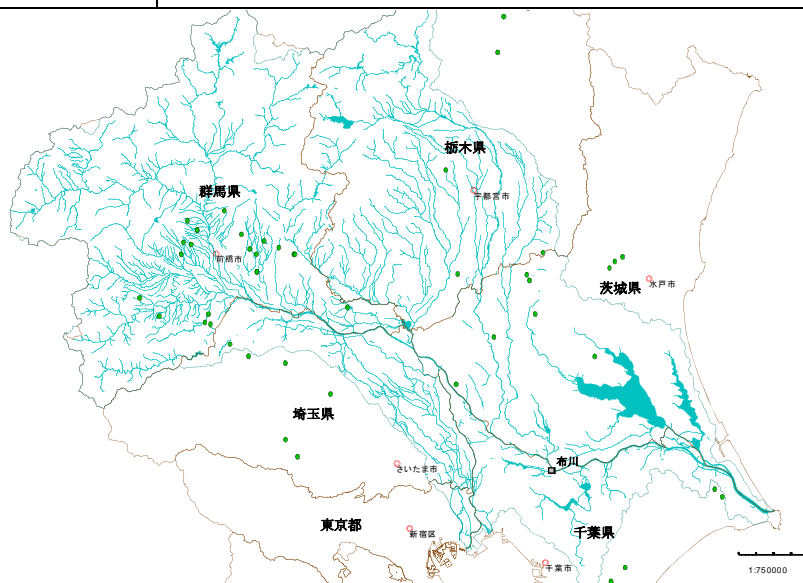 栃木県
宇都宮市
群馬県
前橋市
茨城県
水戸市
埼玉県
さいたま市
布川
東京都
新宿区
千葉県
千葉市
1:750000